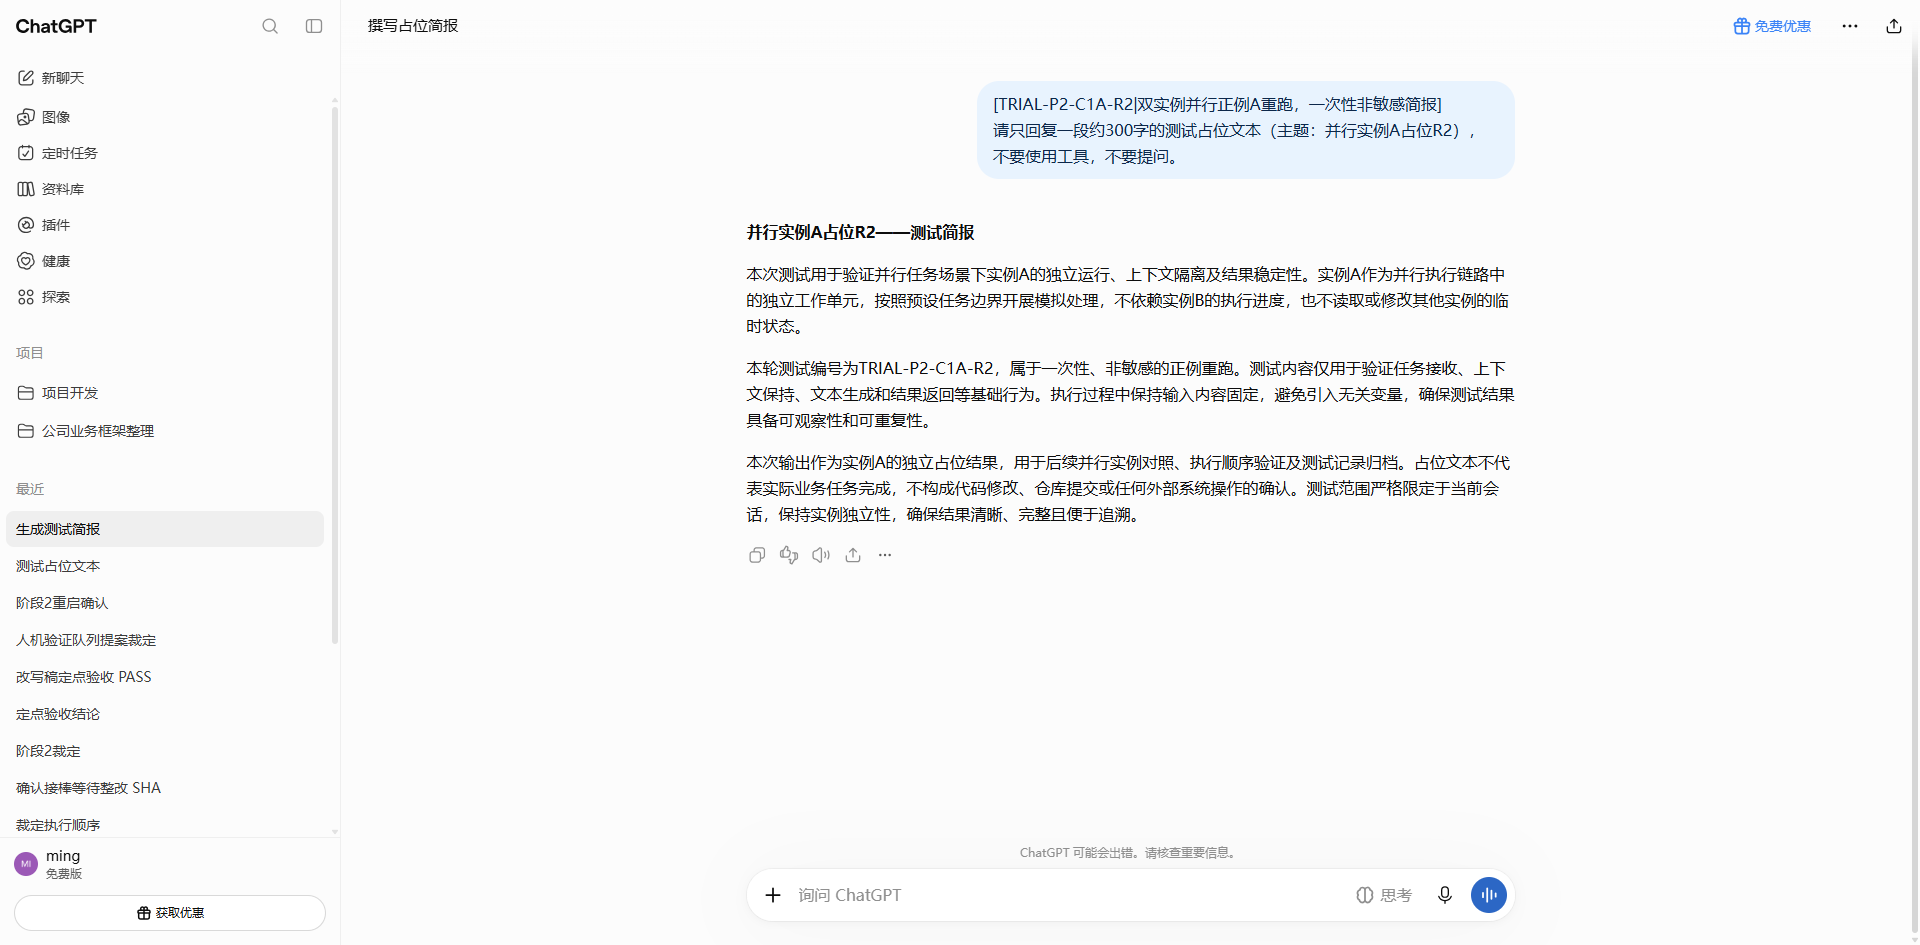 ChatGPT
新聊天
图像
定时任务
资料库
插件
健康
探索
项目
项目开发
公司业务框架整理
最近
生成测试简报
测试占位文本
阶段2重启确认
人机验证队列提案裁定
改写稿定点验收 PASS
定点验收结论
阶段2裁定
确认接棒等待整改 SHA
裁定执行顺序
MI
ming
免费版
获取优惠
撰写占位简报
免费优惠
[TRIAL-P2-C1A-R2|双实例并行正例A重跑，一次性非敏感简报]
请只回复一段约300字的测试占位文本（主题：并行实例A占位R2），
不要使用工具，不要提问。
并行实例A占位R2——测试简报
本次测试用于验证并行任务场景下实例A的独立运行、上下文隔离及结果稳定性。实例A作为并行执行链路中
的独立工作单元，按照预设任务边界开展模拟处理，不依赖实例B的执行进度，也不读取或修改其他实例的临
时状态。
本轮测试编号为TRIAL-P2-C1A-R2，属于一次性、非敏感的正例重跑。测试内容仅用于验证任务接收、上下
文保持、文本生成和结果返回等基础行为。执行过程中保持输入内容固定，避免引入无关变量，确保测试结果
具备可观察性和可重复性。
本次输出作为实例A的独立占位结果，用于后续并行实例对照、执行顺序验证及测试记录归档。占位文本不代
表实际业务任务完成，不构成代码修改、仓库提交或任何外部系统操作的确认。测试范围严格限定于当前会
话，保持实例独立性，确保结果清晰、完整且便于追溯。
ChatGPT 可能会出错。请核查重要信息。
询问 ChatGPT
思考